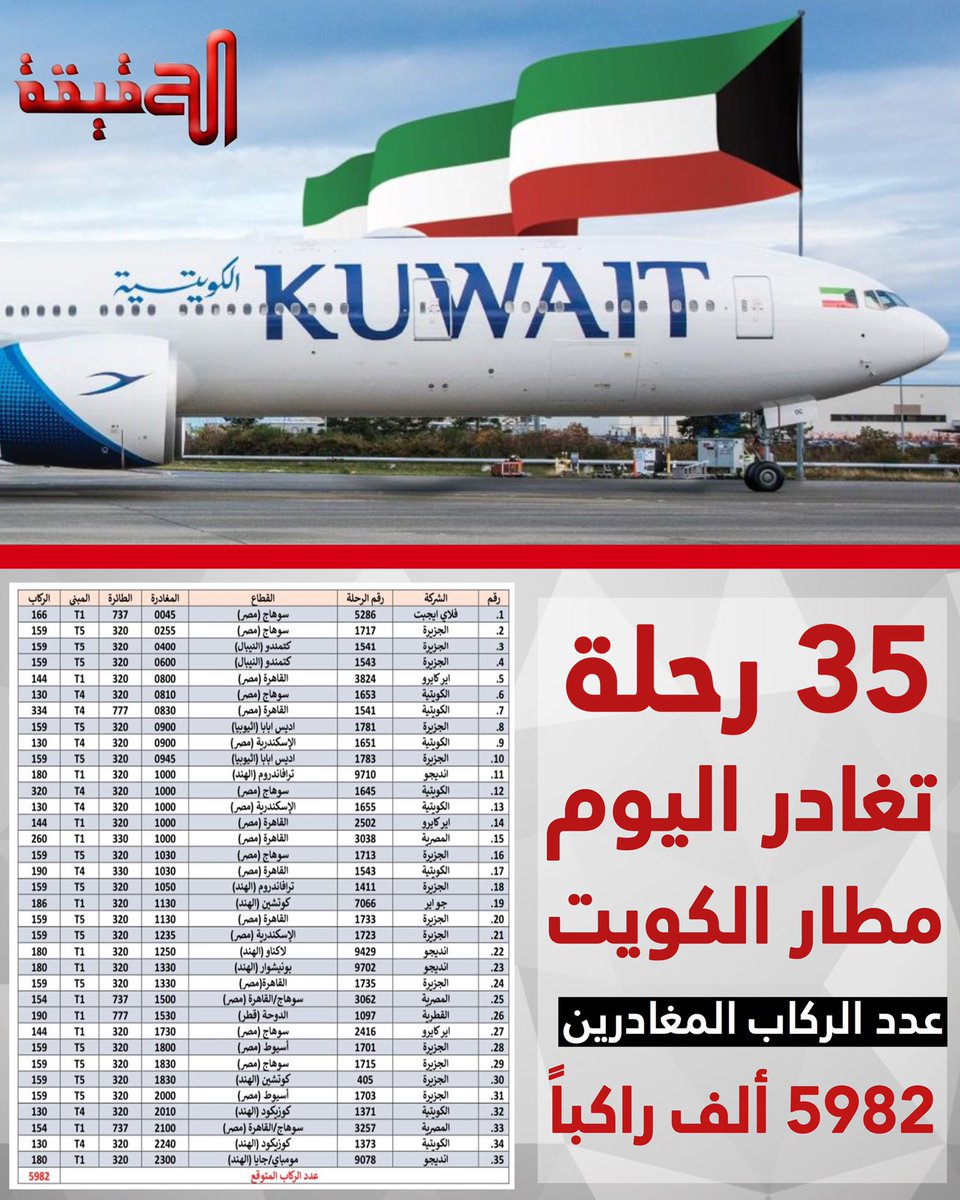 الحقيقة
الكويتية KUWAIT
35 رحلة
تغادر اليوم
مطار الكويت
عدد الركاب المغادرين
5982 ألف راكباً
رقم الشركة رقم الرحلة القطاع المغادرة الطائرة المبنى الركاب
1. فلاي ايجبت 5286 سوهاج (مصر) 0045 737 T1 166
2. الجزيرة 1717 سوهاج (مصر) 0255 320 T5 159
3. الجزيرة 1541 كتمندو (النيبال) 0400 320 T5 159
4. الجزيرة 1543 كتمندو (النيبال) 0600 320 T5 159
5. اير كايرو 3824 القاهرة (مصر) 0800 320 T1 144
6. الكويتية 1653 سوهاج (مصر) 0810 320 T4 130
7. الكويتية 1541 القاهرة (مصر) 0830 777 T4 334
8. الجزيرة 1781 اديس ابابا (اثيوبيا) 0900 320 T5 159
9. الكويتية 1651 الإسكندرية (مصر) 0900 320 T4 130
10. الجزيرة 1783 اديس ابابا (اثيوبيا) 0945 320 T5 159
11. انديجو 9710 ترافاندروم (الهند) 1000 320 T1 180
12. الكويتية 1645 سوهاج (مصر) 1000 320 T4 320
13. الكويتية 1655 الإسكندرية (مصر) 1000 320 T4 130
14. اير كايرو 2502 القاهرة (مصر) 1000 320 T1 144
15. المصرية 3038 القاهرة (مصر) 1000 330 T1 260
16. الجزيرة 1713 سوهاج (مصر) 1030 320 T5 159
17. الكويتية 1543 القاهرة (مصر) 1030 330 T4 190
18. الجزيرة 1411 ترافاندروم (الهند) 1050 320 T5 159
19. جو اير 7066 كوتشين (الهند) 1130 320 T1 186
20. الجزيرة 1733 القاهرة (مصر) 1130 320 T5 159
21. الجزيرة 1723 الإسكندرية (مصر) 1235 320 T5 159
22. انديجو 9429 لاكناو (الهند) 1250 320 T1 180
23. انديجو 9702 بونيشوار (الهند) 1330 320 T1 180
24. الجزيرة 1735 القاهرة(مصر) 1330 320 T5 159
25. المصرية 3062 سوهاج/القاهرة (مصر) 1500 737 T1 154
26. القطرية 1097 الدوحة (قطر) 1530 777 T1 190
27. اير كايرو 2416 سوهاج (مصر) 1730 320 T1 144
28. الجزيرة 1701 أسيوط (مصر) 1800 320 T5 159
29. الجزيرة 1715 سوهاج (مصر) 1830 320 T5 159
30. الجزيرة 405 كوتشين (الهند) 1830 320 T5 159
31. الجزيرة 1703 أسيوط (مصر) 2000 320 T5 159
32. الكويتية 1371 كوزيكود (الهند) 2010 320 T4 130
33. المصرية 3257 سوهاج/القاهرة (مصر) 2100 737 T1 154
34. الكويتية 1373 كوزيكود (الهند) 2240 320 T4 130
35. انديجو 9078 مومباي/جايا (الهند) 2300 320 T1 180
عدد الركاب المتوقع 5982